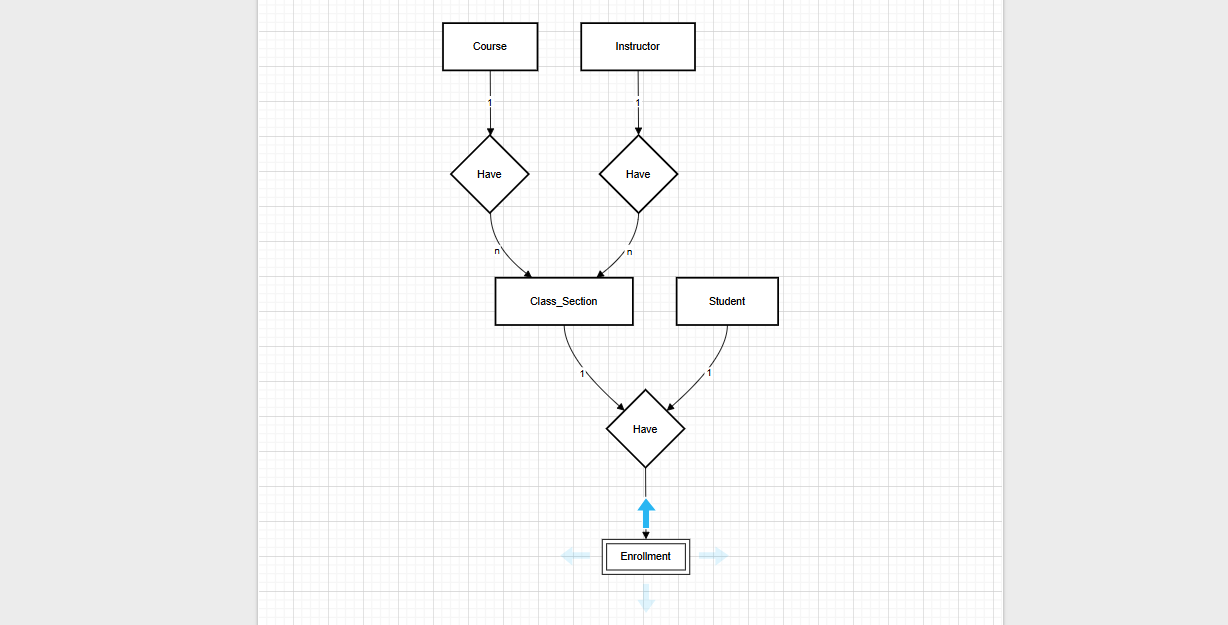 Course
Instructor
1
1
Have
Have
n
n
Class_Section
Student
1
1
Have
Enrollment